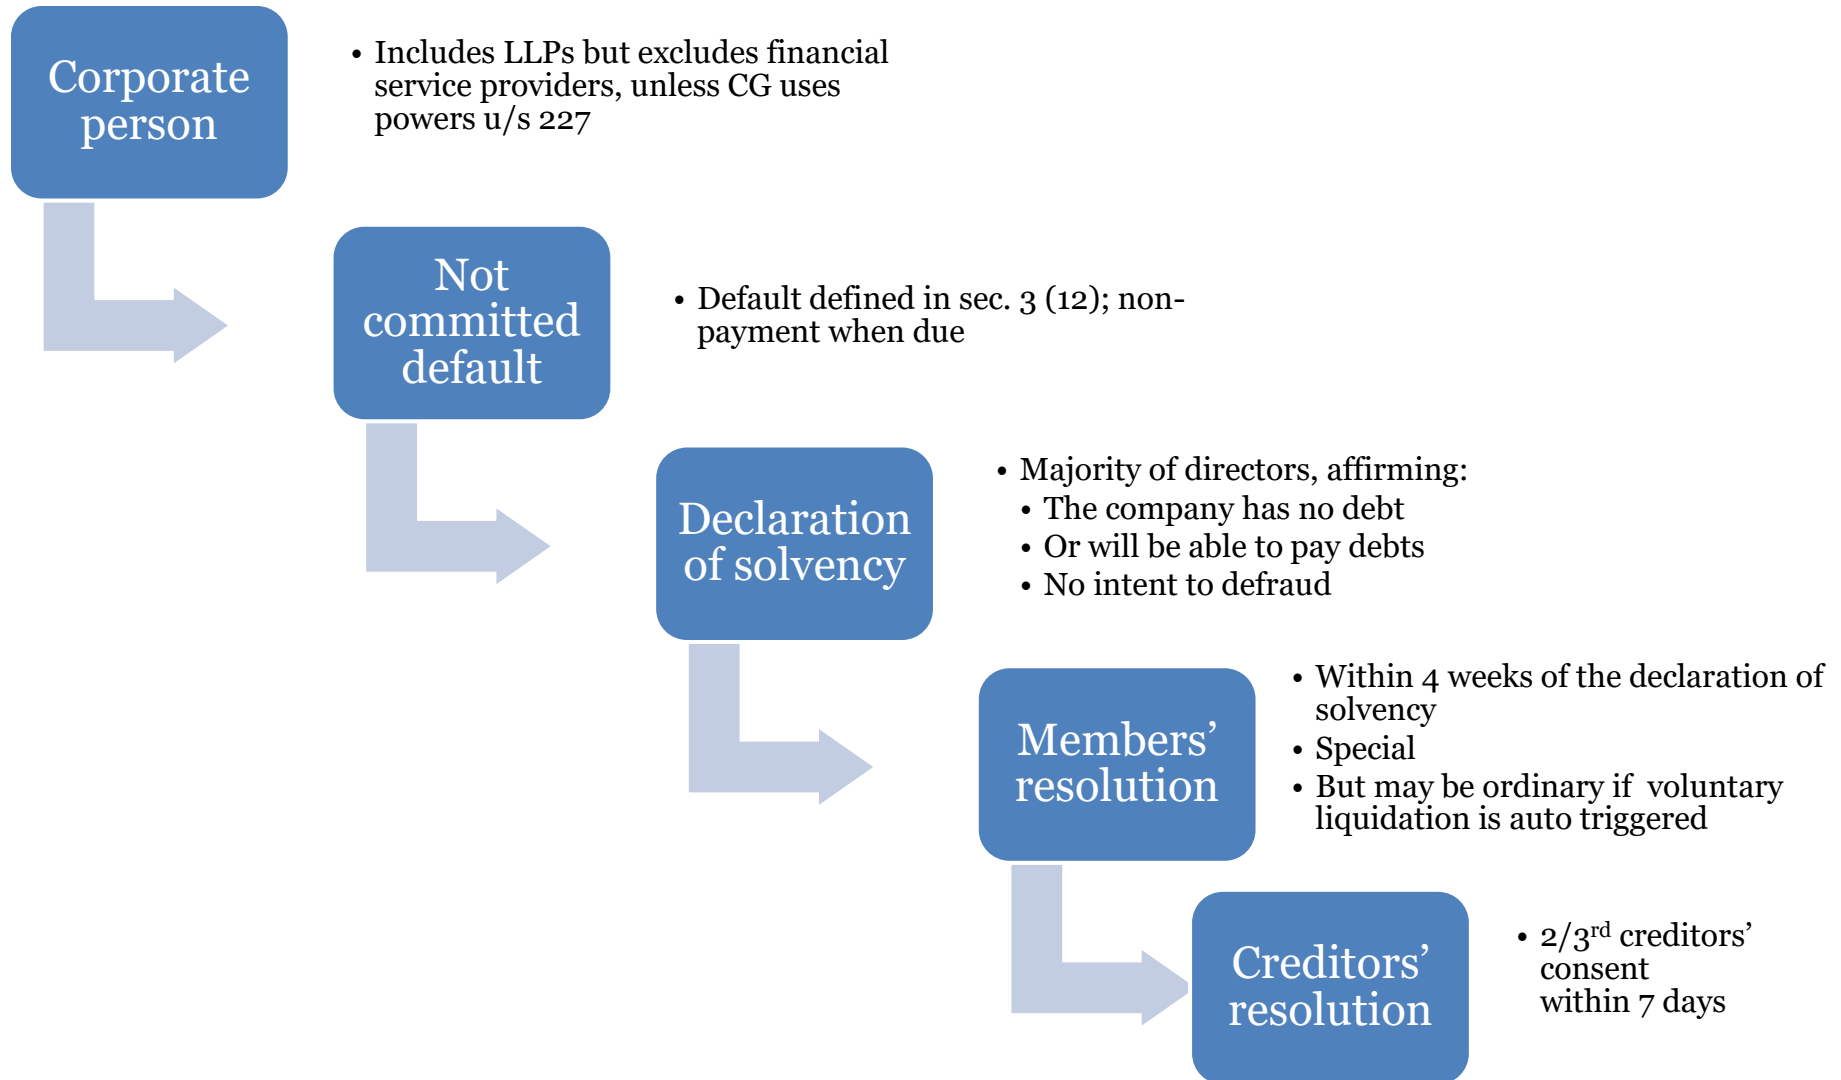 Corporate
person
• Includes LLPs but excludes financial
service providers, unless CG uses
powers u/s 227
Not
committed
default
• Default defined in sec. 3 (12); non-
payment when due
Declaration
of solvency
• Majority of directors, affirming:
• The company has no debt
• Or will be able to pay debts
• No intent to defraud
Members’
resolution
• Within 4 weeks of the declaration of
solvency
• Special
• But may be ordinary if voluntary
liquidation is auto triggered
Creditors’
resolution
• 2/3rd creditors’
consent
within 7 days